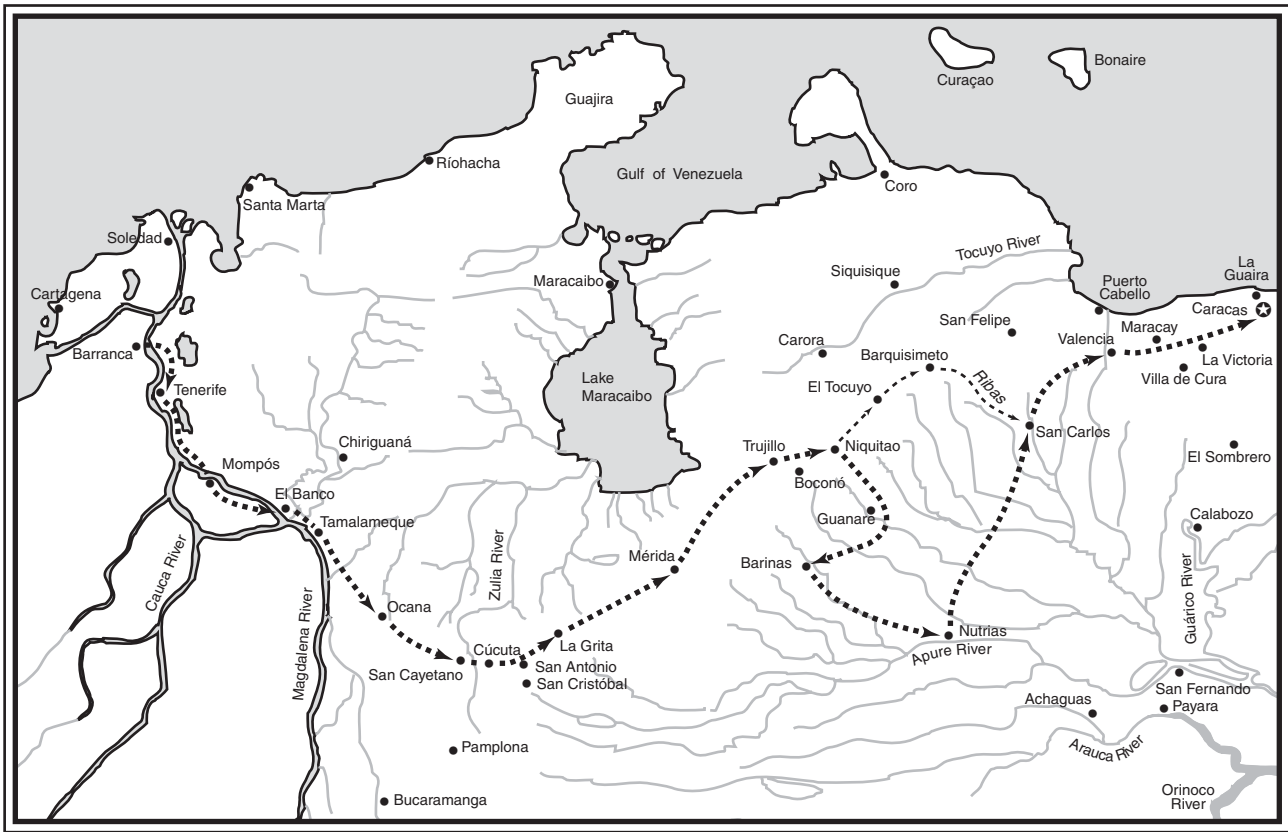 Bonaire
Curaçao
Guajira
Ríohacha
Gulf of Venezuela
Coro
Santa Marta
Soledad
Tocuyo River
Siquisique
La
Guaira
Maracaibo
Puerto
Cabello
Cartagena
Caracas
San Felipe
Maracay
Valencia
Carora
Barranca
Barquisimeto
La Victoria
Villa de Cura
Lake
Maracaibo
El Tocuyo
Ribas
Tenerife
San Carlos
Chiriguaná
Trujillo
Niquitao
El Sombrero
Mompós
Boconó
El Banco
Guanare
Calabozo
Tamalameque
Zulia River
Mérida
Barinas
Cauca River
Magdalena River
Guárico River
Ocana
Nutrias
La Grita
Cúcuta
Apure River
San Cayetano
San Antonio
San Cristóbal
San Fernando
Achaguas
Payara
Arauca River
Pamplona
Bucaramanga
Orinoco
River